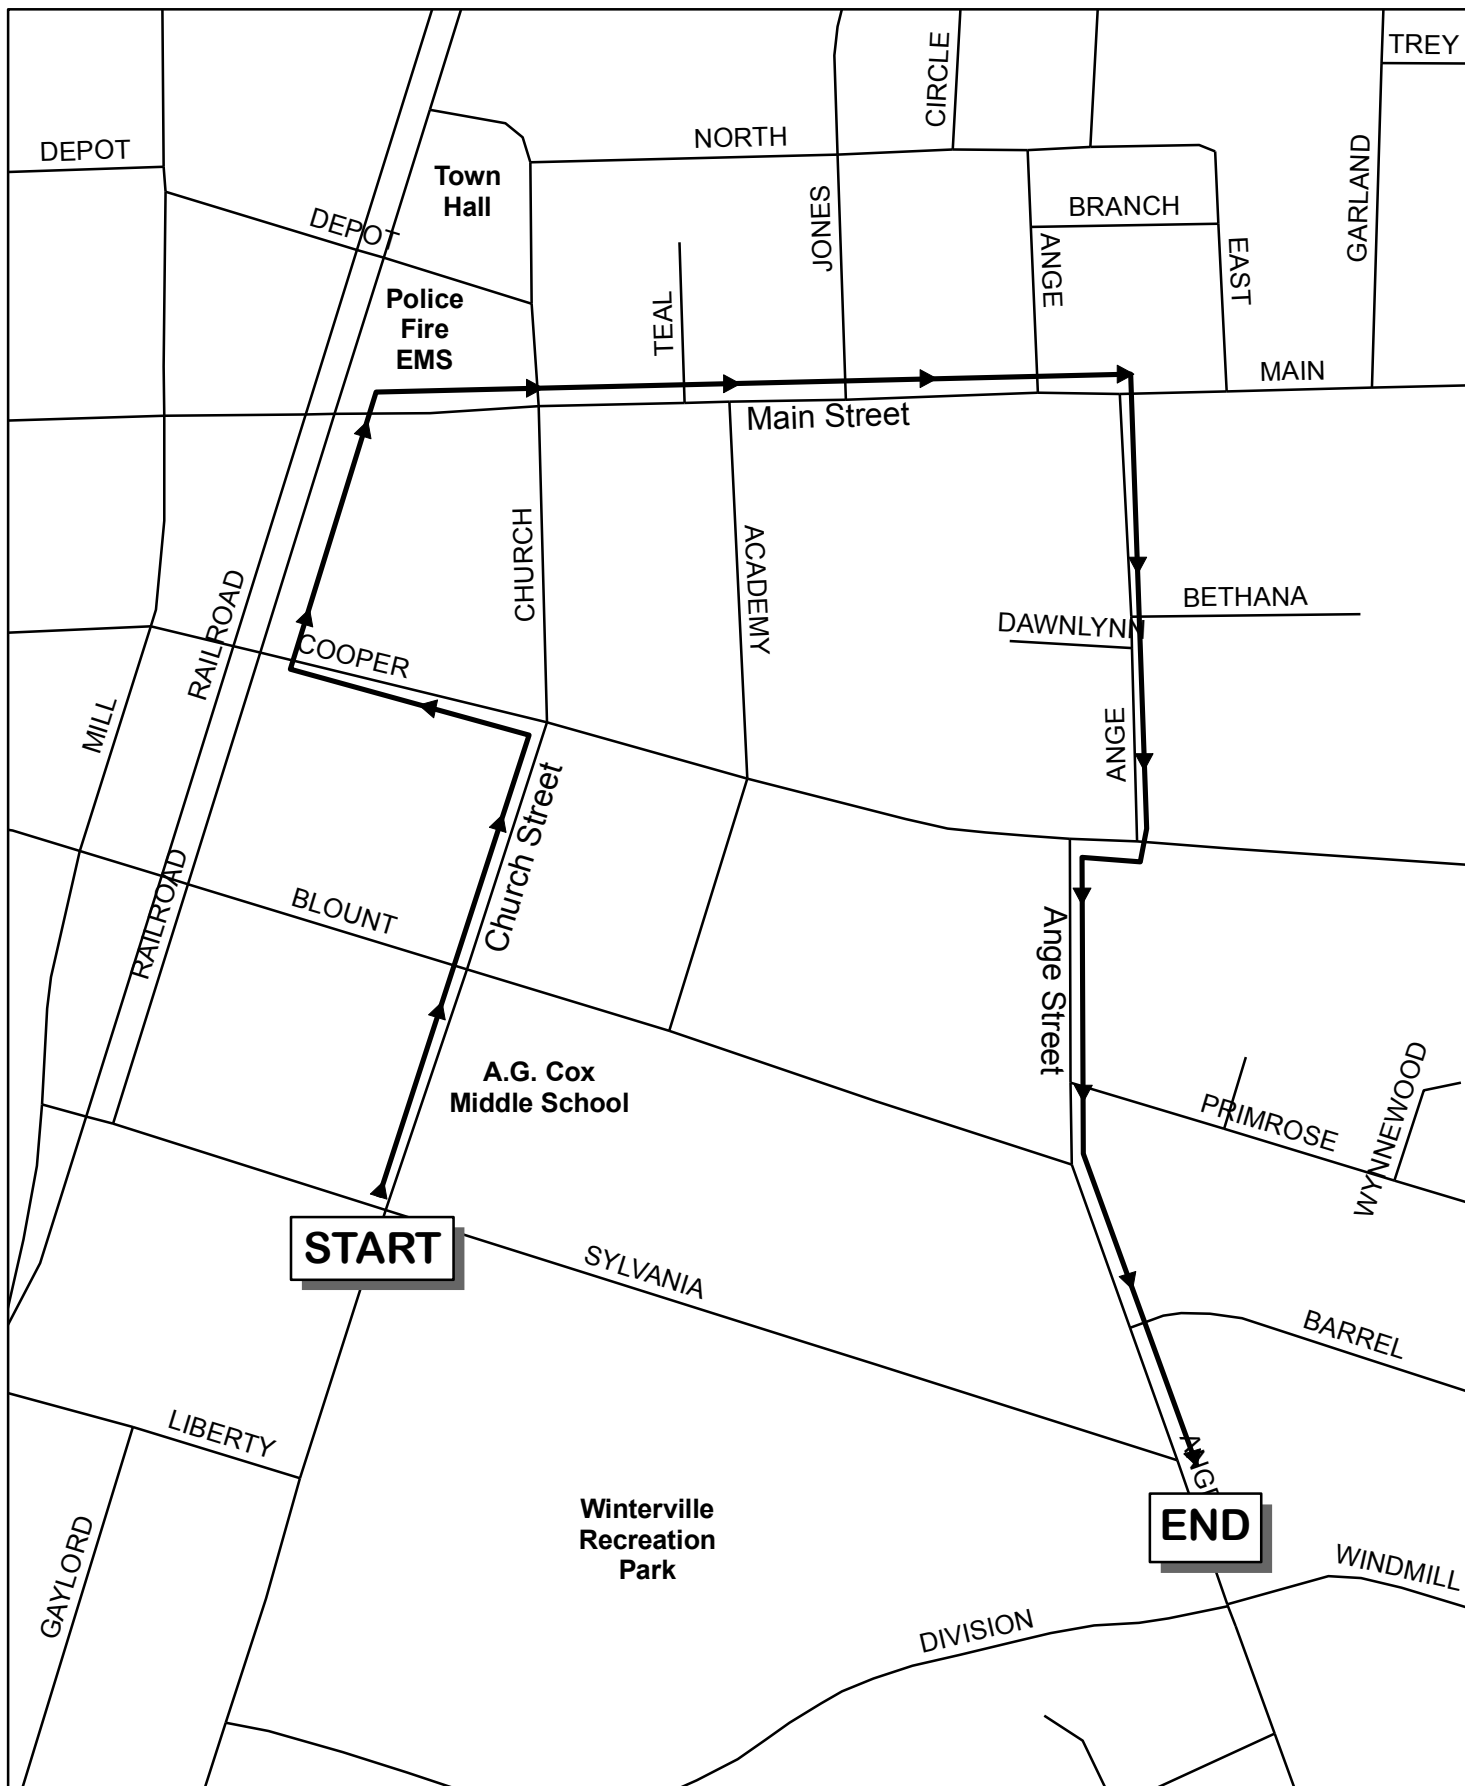 TREY
CIRCLE
NORTH
DEPOT
Town
Hall
GARLAND
JONES
BRANCH
DEPOT
ANGE
EAST
Police
Fire
EMS
TEAL
MAIN
Main Street
CHURCH
ACADEMY
BETHANA
DAWNLYNN
RAILROAD
COOPER
MILL
ANGE
Church Street
RAILROAD
BLOUNT
Ange Street
A.G. Cox
Middle School
PRIMROSE
WYNNEWOOD
START
SYLVANIA
BARREL
LIBERTY
ANGE
Winterville
Recreation
Park
END
GAYLORD
WINDMILL
DIVISION